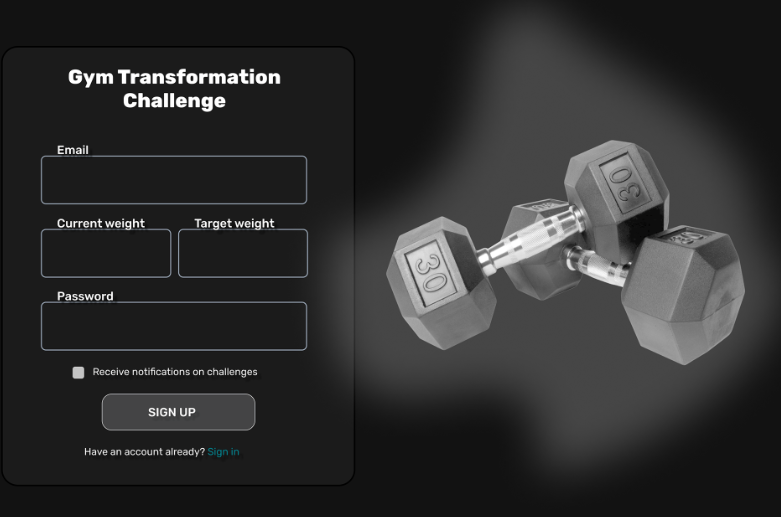 Gym Transformation
Challenge
Email
Current weight
Target weight
Password
Receive notifications on challenges
SIGN UP
Have an account already? Sign in
30
30